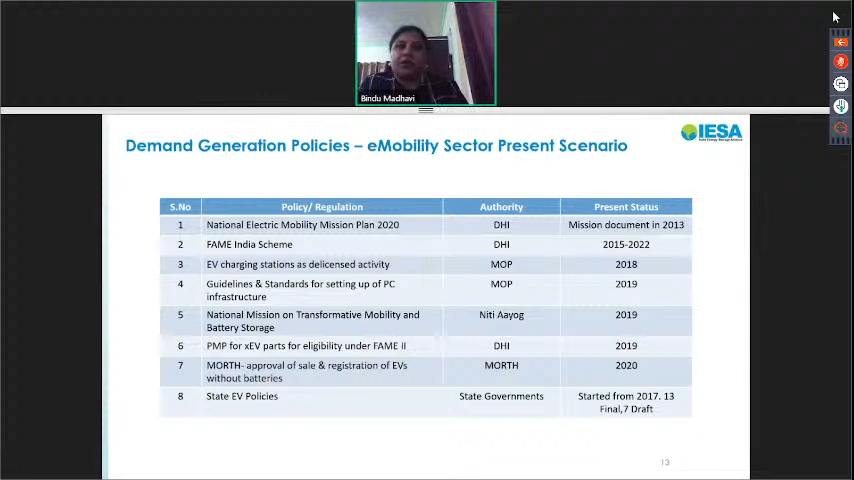 Bindu Madhavi
IESA
India Energy Storage Alliance
Demand Generation Policies – eMobility Sector Present Scenario
S.No Policy/ Regulation Authority Present Status
1 National Electric Mobility Mission Plan 2020 DHI Mission document in 2013
2 FAME India Scheme DHI 2015-2022
3 EV charging stations as delicensed activity MOP 2018
4 Guidelines & Standards for setting up of PC MOP 2019
infrastructure
5 National Mission on Transformative Mobility and Niti Aayog 2019
Battery Storage
6 PMP for xEV parts for eligibility under FAME II DHI 2019
7 MORTH- approval of sale & registration of EVs MORTH 2020
without batteries
8 State EV Policies State Governments Started from 2017. 13
Final,7 Draft
13